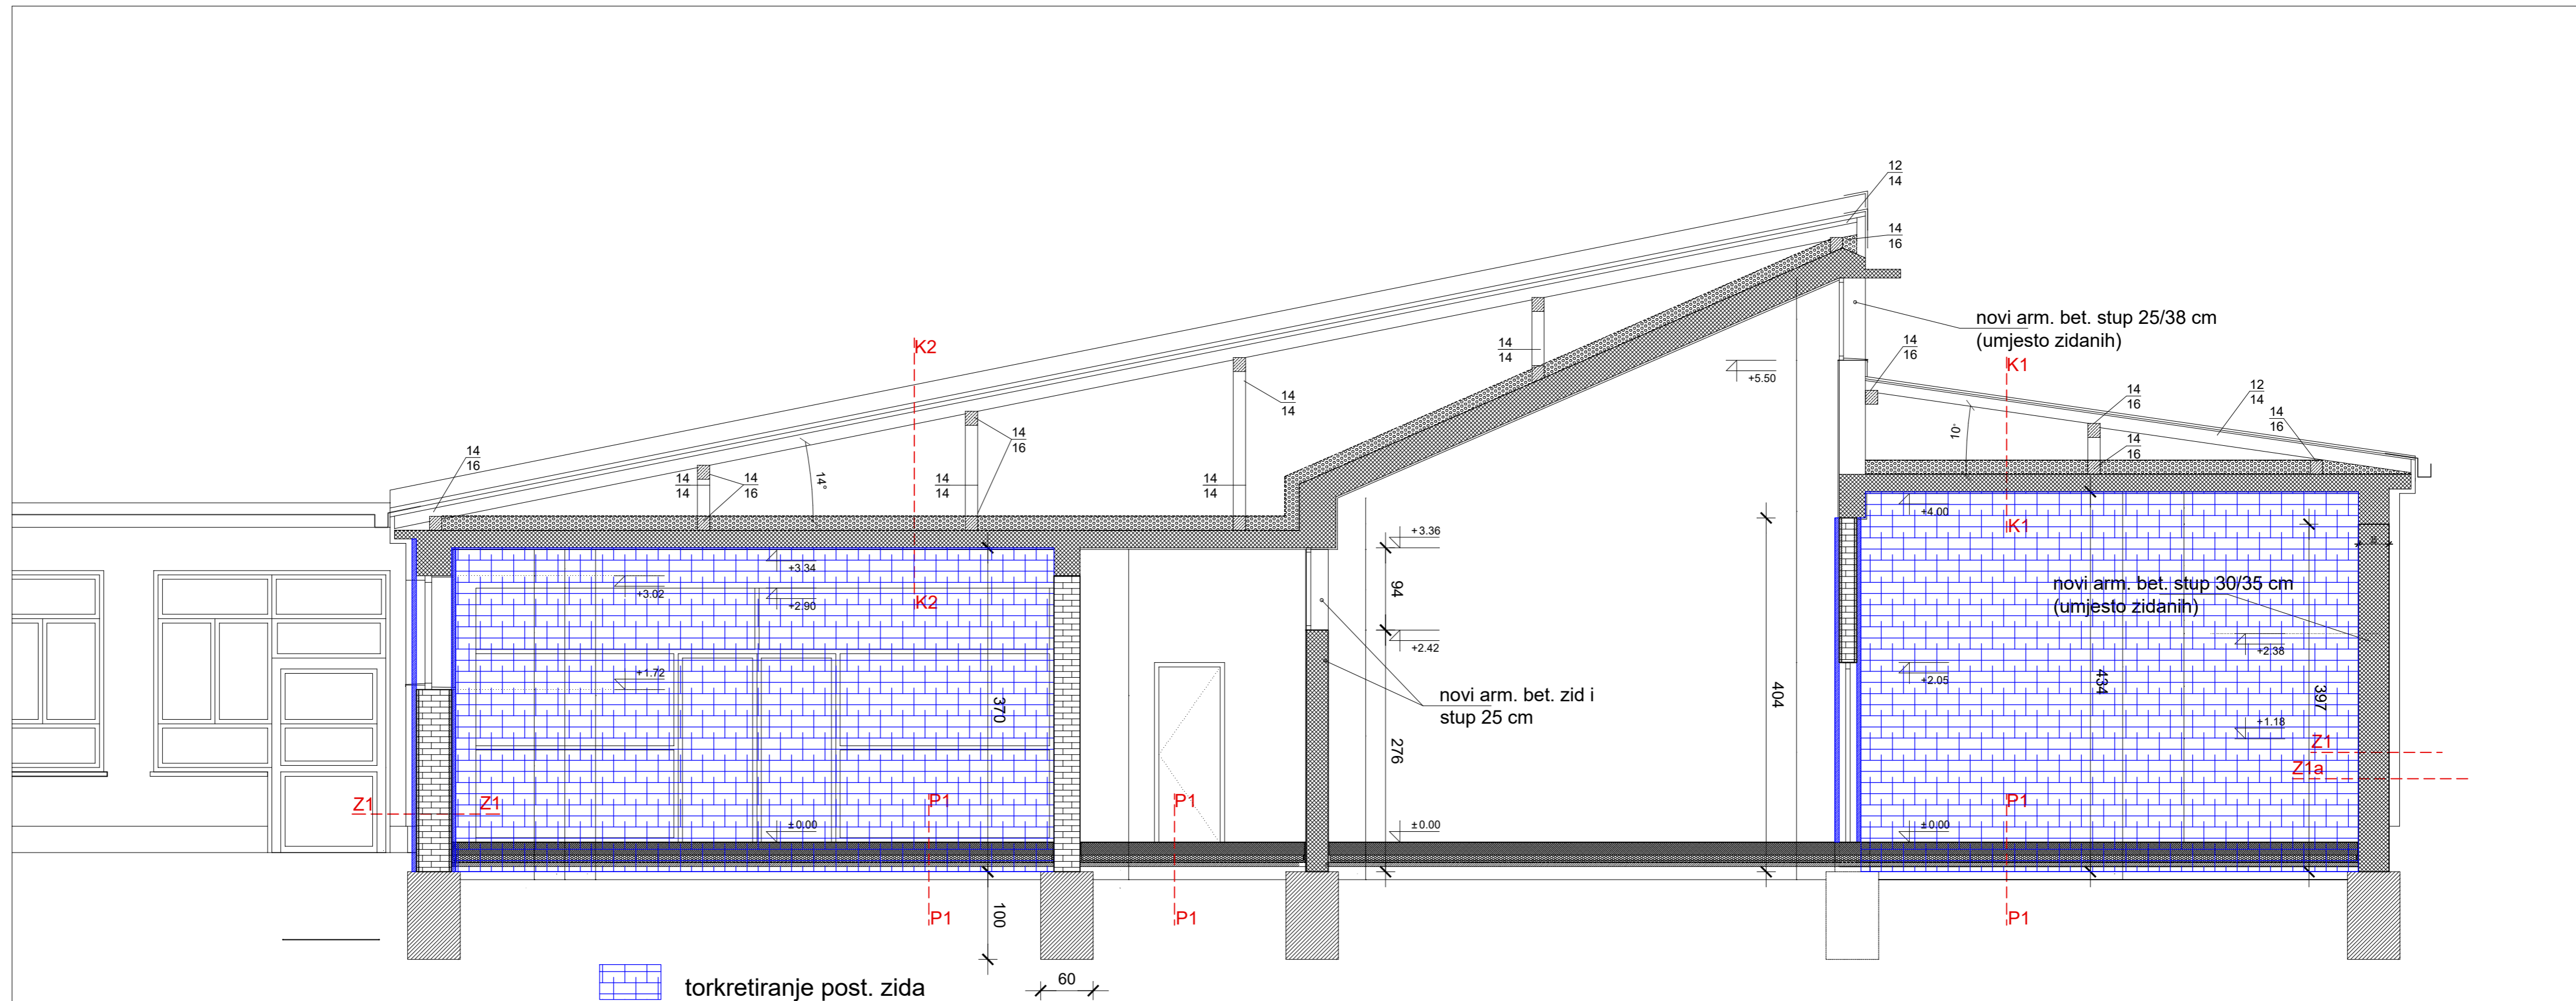 12
14
14
16
novi arm. bet. stup 25/38 cm
(umjesto zidanih)
K2
14
14
14
16
K1
+5.50
14
14
14
16
12
14
14
16
14
16
14
16
10°
14
16
14
14
14
16
14°
14
14
14
14
+4.00
K1
+3.36
+3.34
+3.02
+2.90
K2
94
novi arm. bet. stup 30/35 cm
(umjesto zidanih)
+2.42
+2.38
+1.72
+2.05
370
novi arm. bet. zid i
stup 25 cm
404
434
397
+1.18
276
Z1
Z1a
Z1
Z1
P1
P1
P1
±0.00
±0.00
±0.00
100
P1
P1
P1
60
torkretiranje post. zida